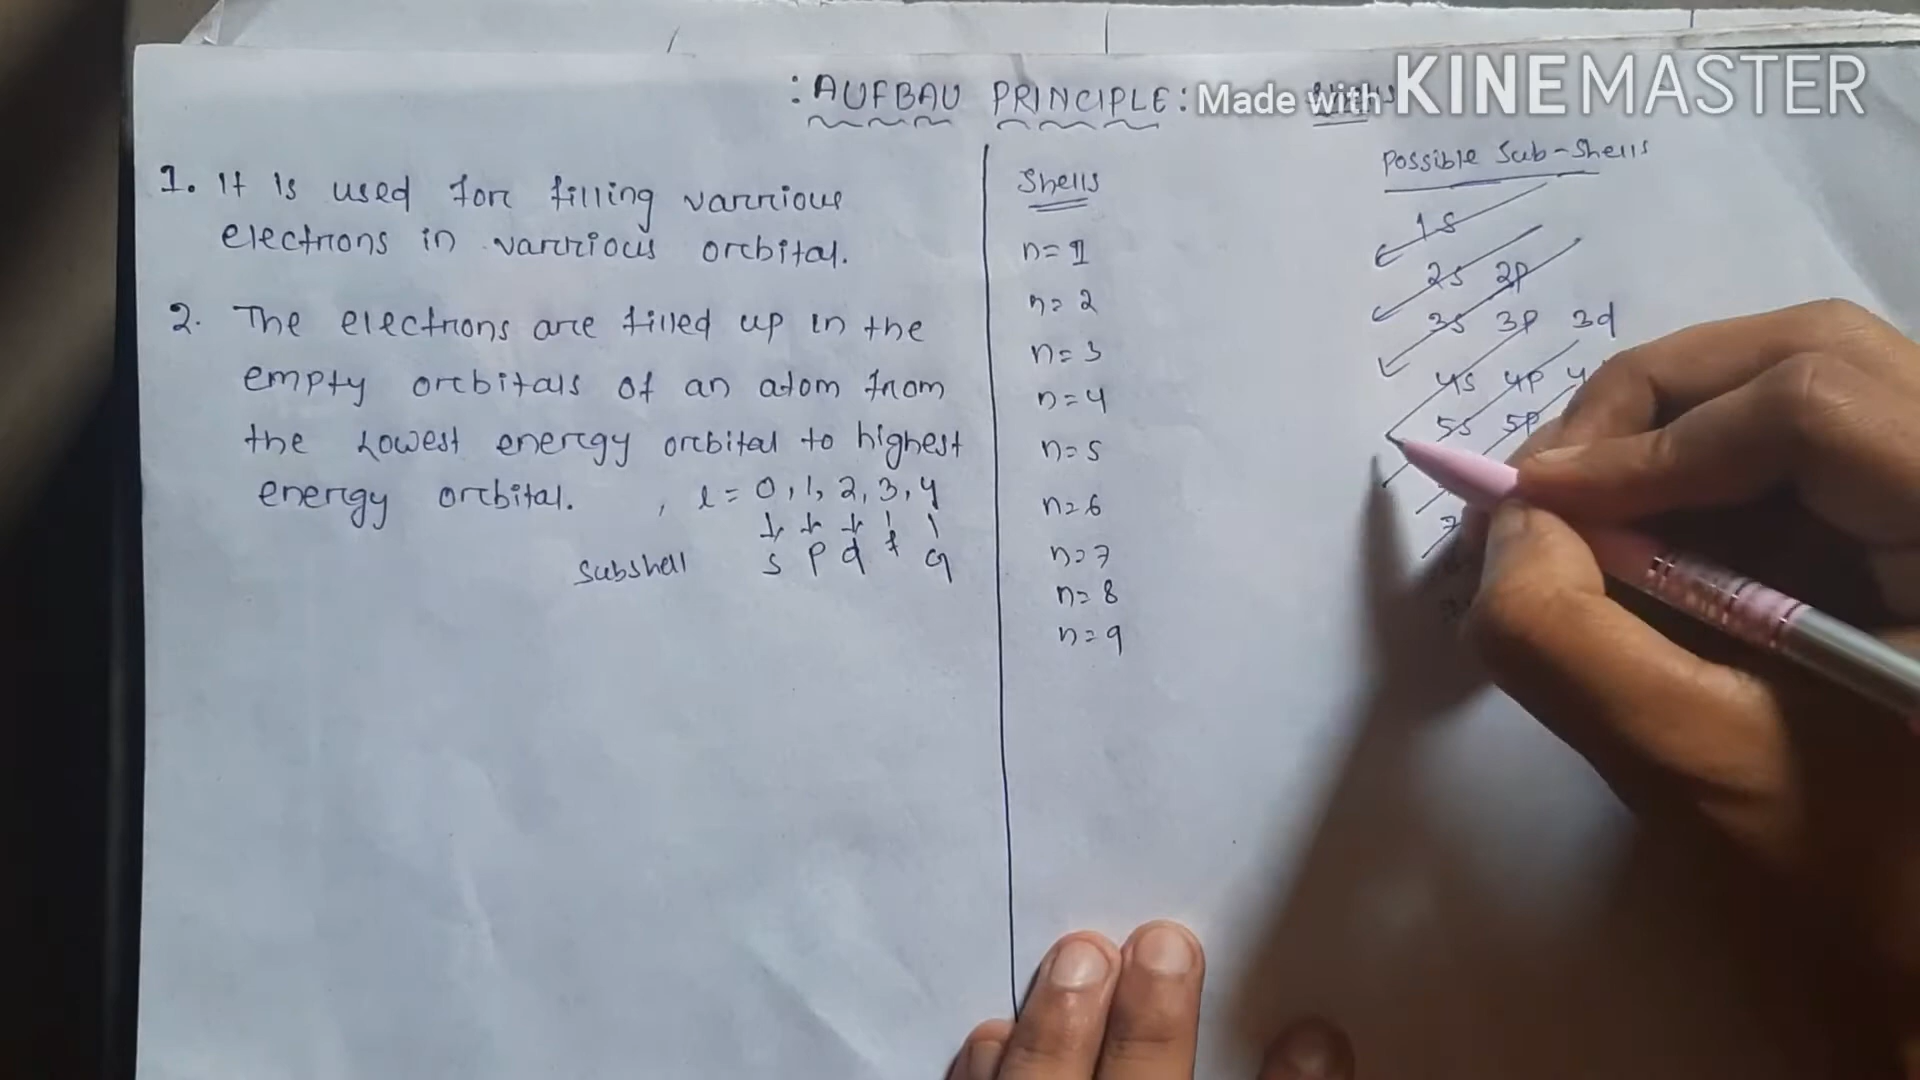 : AUFBAU PRINCIPLE :
Made with KINEMASTER
1. It is used for filling varrious
electrons in varrious orbital.
2. The electrons are filled up in the
empty orbitals of an atom from
the Lowest energy orbital to highest
energy orbital. , l = 0, 1, 2, 3, 4
Subshell s p d f g
Shells
n = 1
n = 2
n = 3
n = 4
n = 5
n = 6
n = 7
n = 8
n = 9
Possible Sub-Shells
1s
2s 2p
3s 3p 3d
4s 4p 4
5s 5p
7